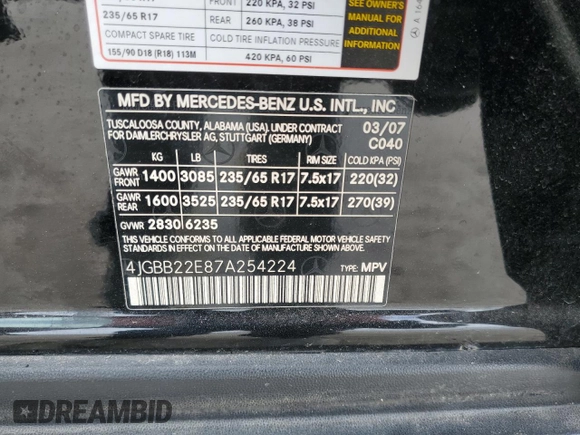 FRONT 220 KPA, 32 PSI
235/65 R17 REAR 260 KPA, 38 PSI
COMPACT SPARE TIRE COLD TIRE INFLATION PRESSURE
155/90 D18 (R18) 113M 420 KPA, 60 PSI
SEE OWNER'S
MANUAL FOR
ADDITIONAL
INFORMATION
MFD BY MERCEDES-BENZ U.S. INTL., INC
TUSCALOOSA COUNTY, ALABAMA (USA). UNDER CONTRACT 03/07
FOR DAIMLERCHRYSLER AG, STUTTGART (GERMANY) C040
KG LB TIRES RIM SIZE COLD KPA (PSI)
GAWR FRONT 1400 3085 235/65 R17 7.5x17 220(32)
GAWR REAR 1600 3525 235/65 R17 7.5x17 270(39)
GVWR 2830 6235
THIS VEHICLE CONFORMS TO ALL APPLICABLE FEDERAL MOTOR VEHICLE SAFETY AND THEFT PREVENTION STANDARDS IN EFFECT ON THE DATE OF MANUFACTURE SHOWN ABOVE.
4JGBB22E87A254224 TYPE: MPV
DREAMBID